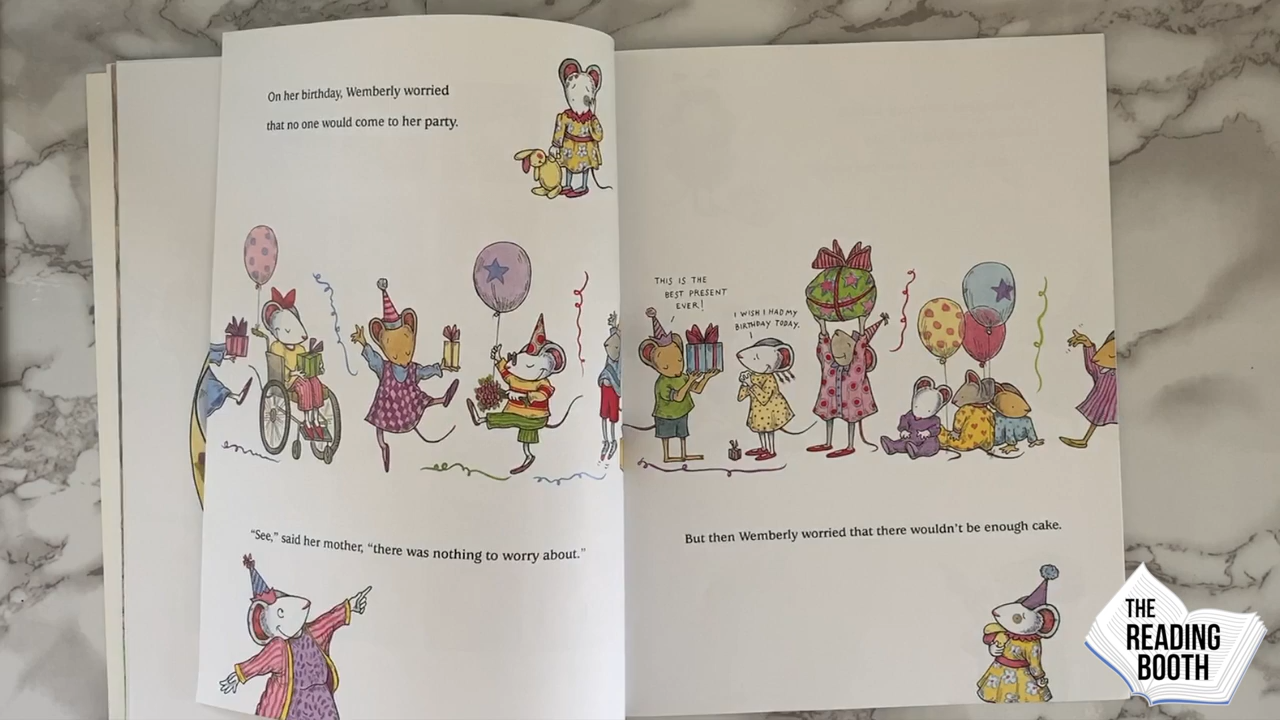 On her birthday, Wemberly worried
that no one would come to her party.
"See," said her mother, "there was nothing to worry about."
THIS IS THE
BEST PRESENT
EVER!
I WISH I HAD MY
BIRTHDAY TODAY.
But then Wemberly worried that there wouldn't be enough cake.
THE
READING
BOOTH